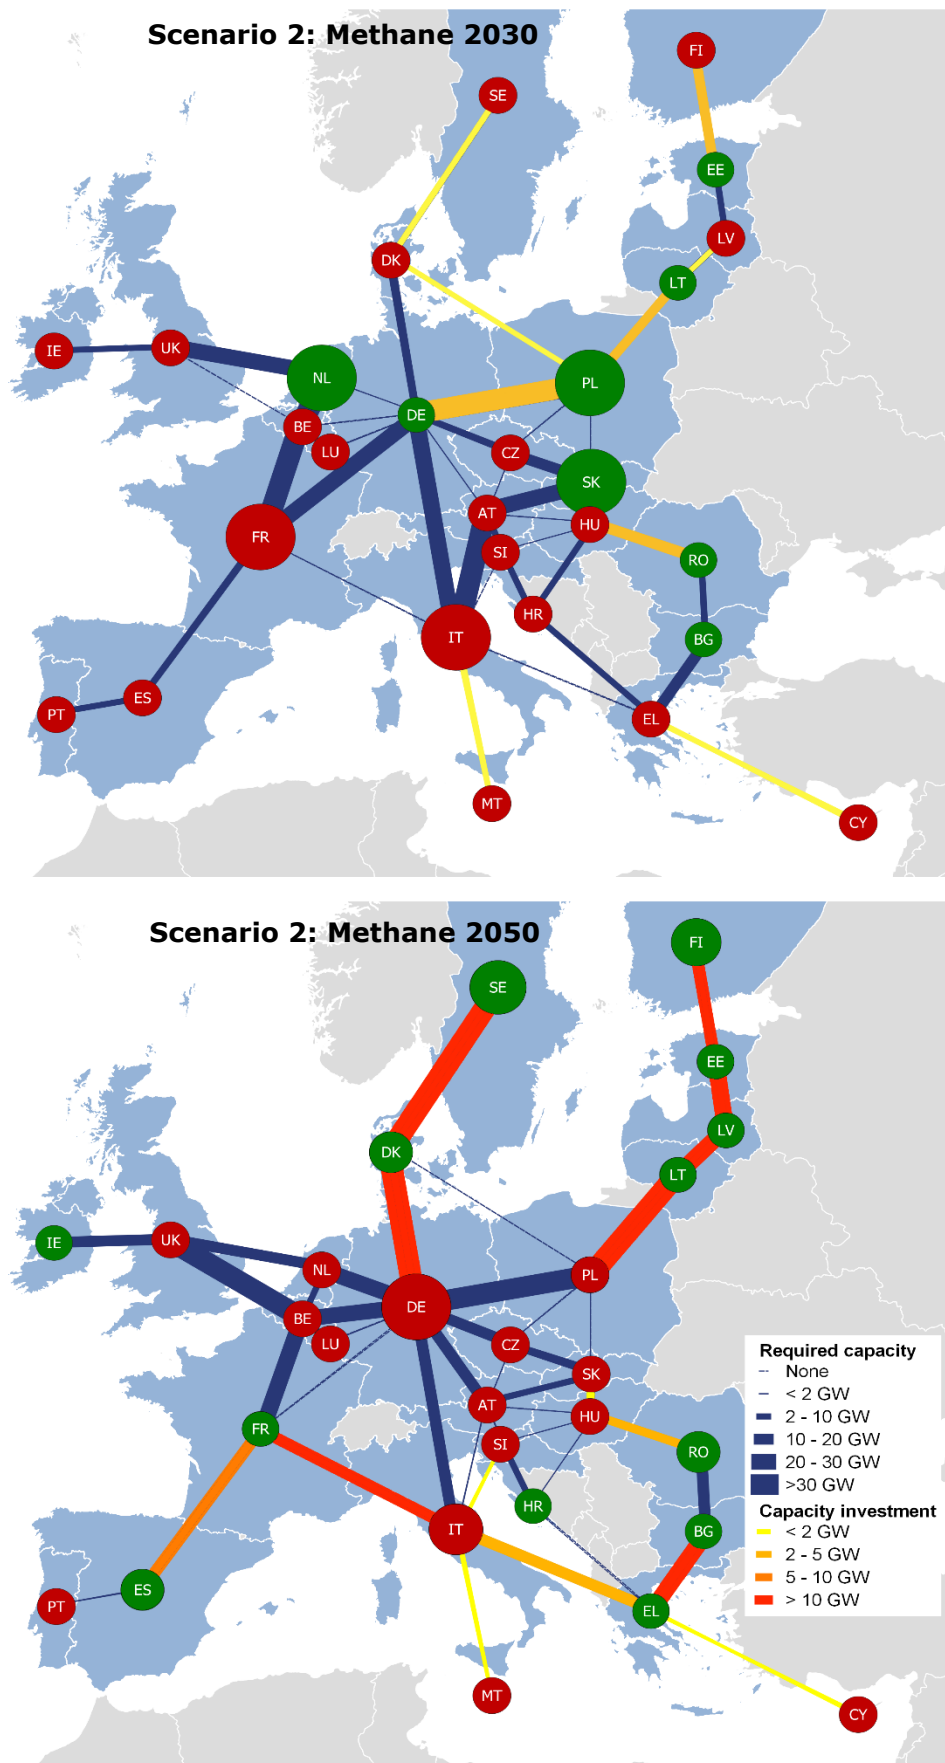 Scenario 2: Methane 2030
FI
SE
EE
LV
DK
LT
IE
UK
NL
PL
DE
BE
LU
CZ
SK
AT
HU
FR
SI
RO
HR
IT
BG
ES
PT
EL
MT
CY
Scenario 2: Methane 2050
FI
SE
EE
LV
DK
LT
IE
UK
NL
PL
DE
BE
LU
CZ
SK
AT
HU
FR
SI
RO
HR
IT
BG
ES
PT
EL
MT
CY
Required capacity
None
< 2 GW
2 - 10 GW
10 - 20 GW
20 - 30 GW
>30 GW
Capacity investment
< 2 GW
2 - 5 GW
5 - 10 GW
> 10 GW